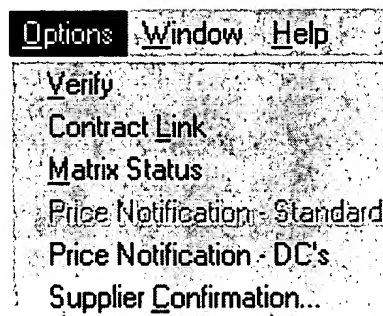 Options Window Help
Verify
Contract Link
Matrix Status
Price Notification - Standard
Price Notification - DC's
Supplier Confirmation...